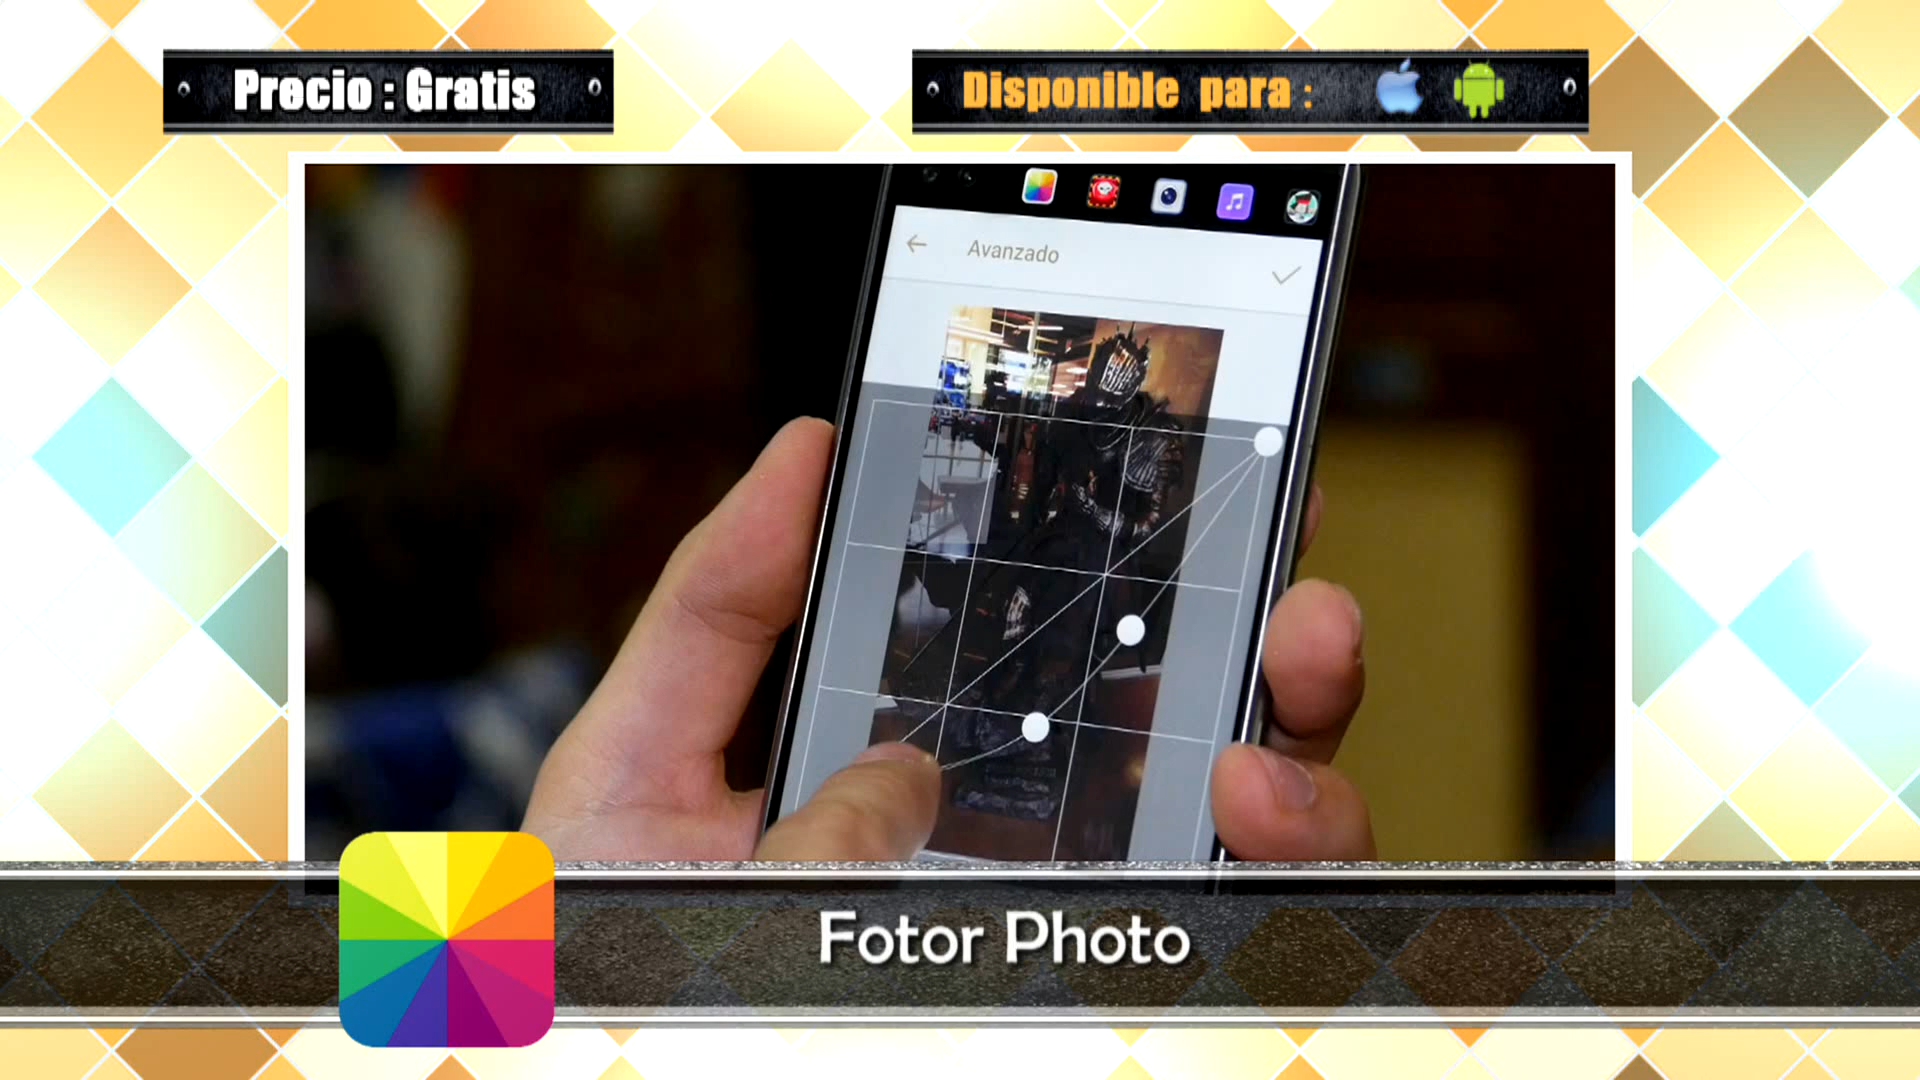 Precio : Gratis
Disponible para :
Avanzado
Fotor Photo